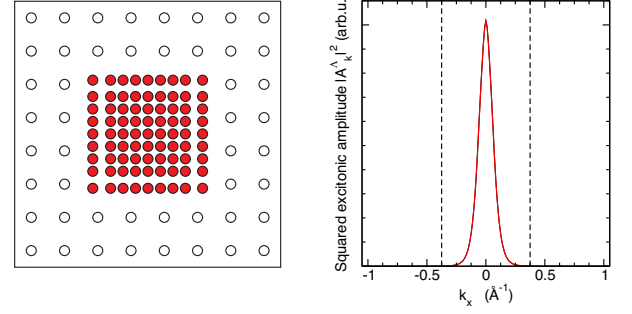 Squared excitonic amplitude |A^Λ_k|² (arb.u.)
-1 -0.5 0 0.5 1
k_x (Å⁻¹)